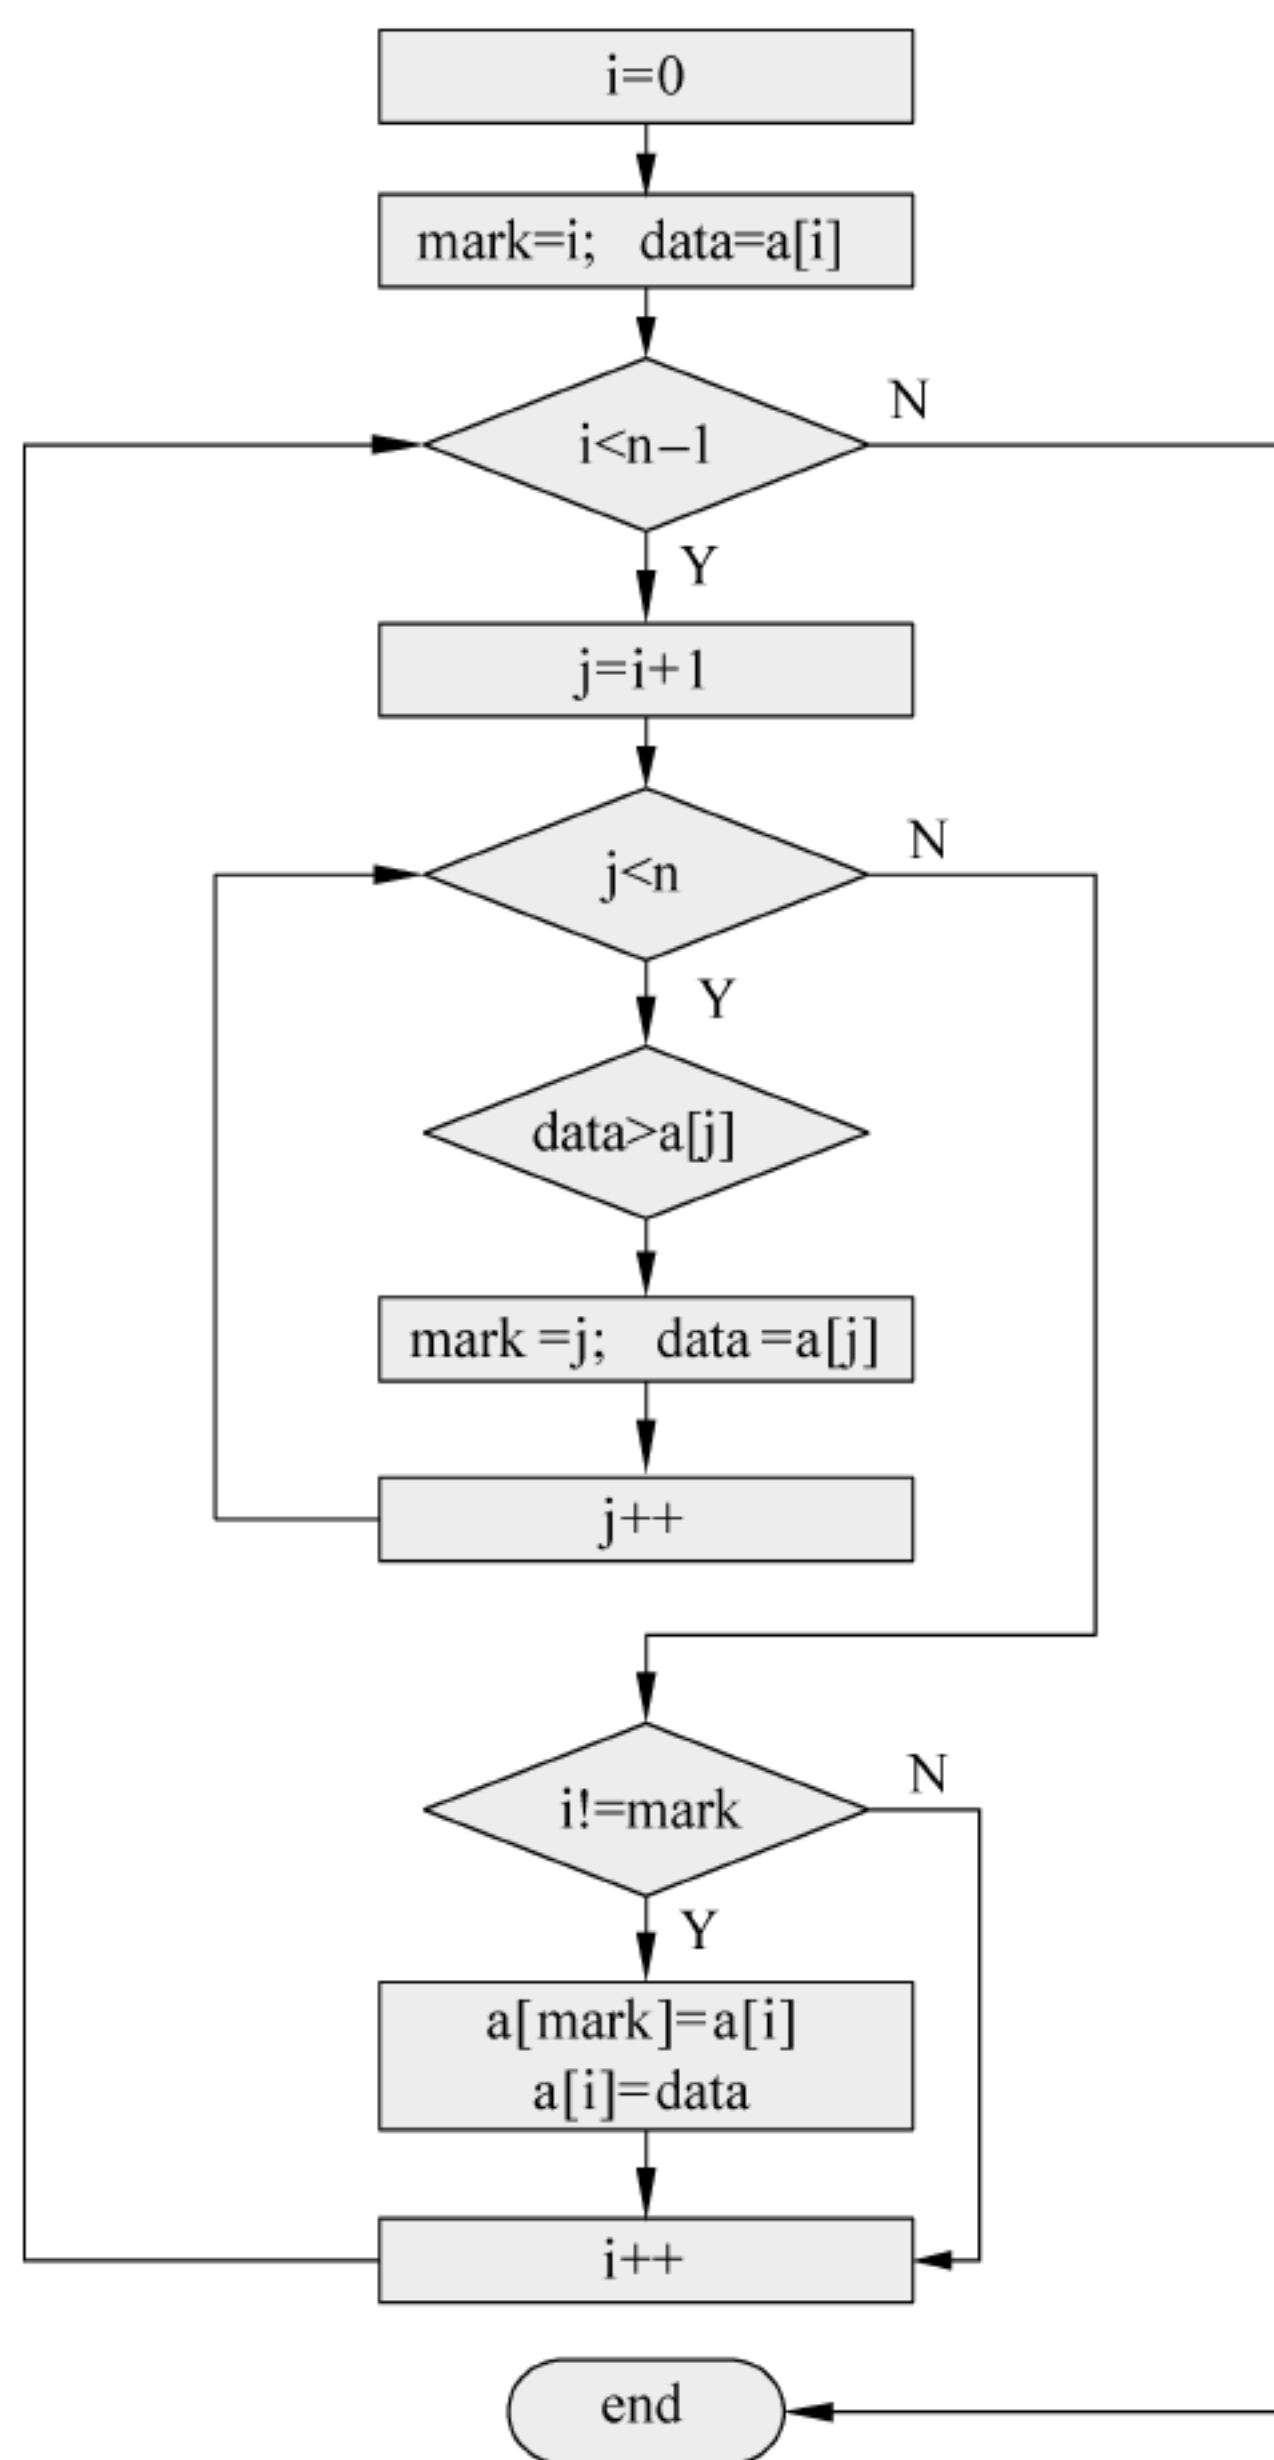 i=0
mark=i; data=a[i]
N
i<n−1
Y
j=i+1
N
j<n
Y
data>a[j]
mark =j; data =a[j]
j++
N
i!=mark
Y
a[mark]=a[i]
a[i]=data
i++
end